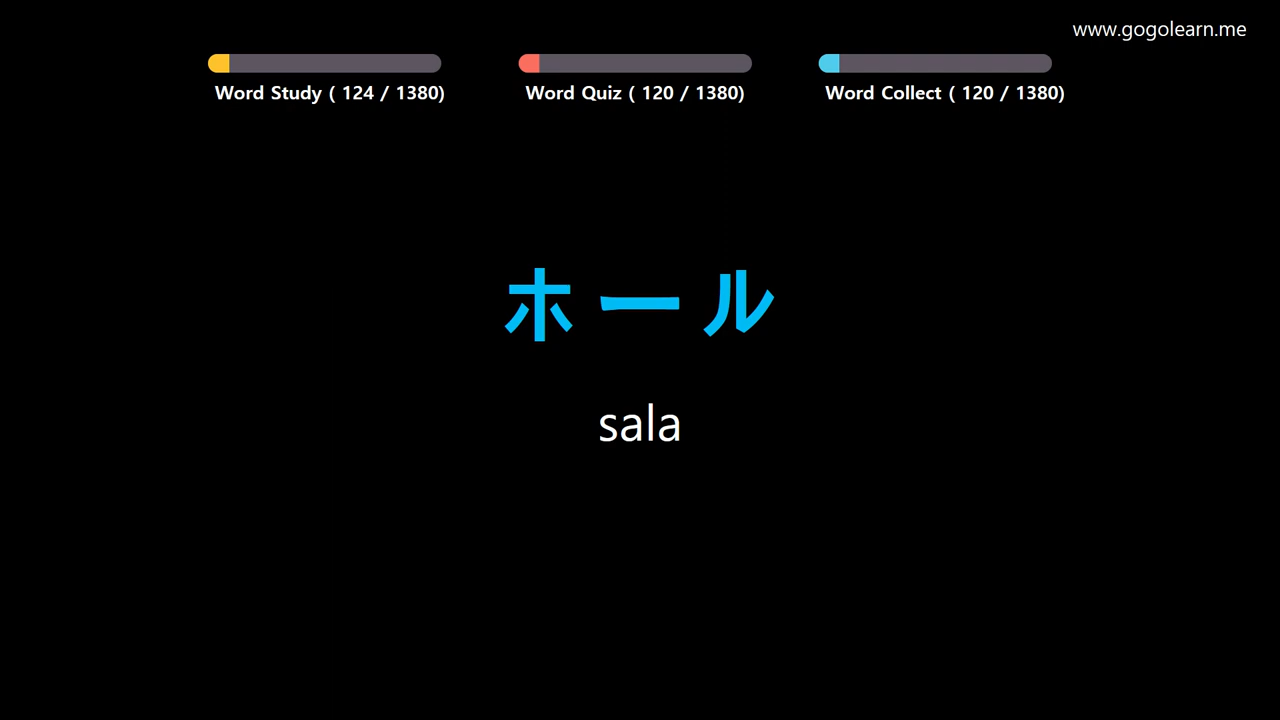 www.gogolearn.me
Word Study ( 124 / 1380)
Word Quiz ( 120 / 1380)
Word Collect ( 120 / 1380)
ホール
sala